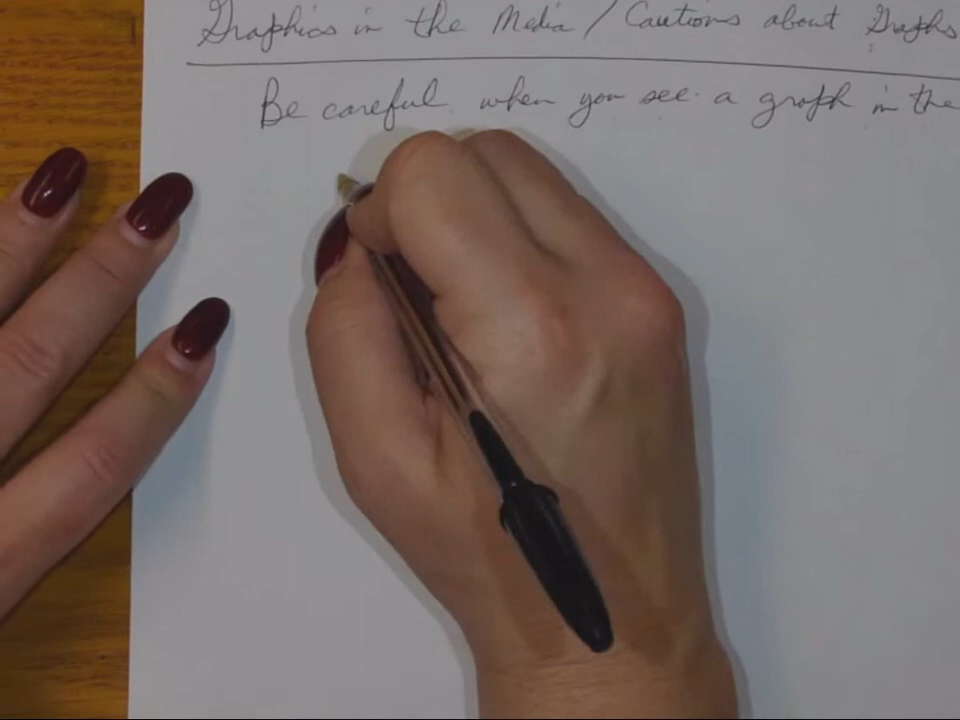 Graphics in the Media / Cautions about Graphs
Be careful when you see a graph in the